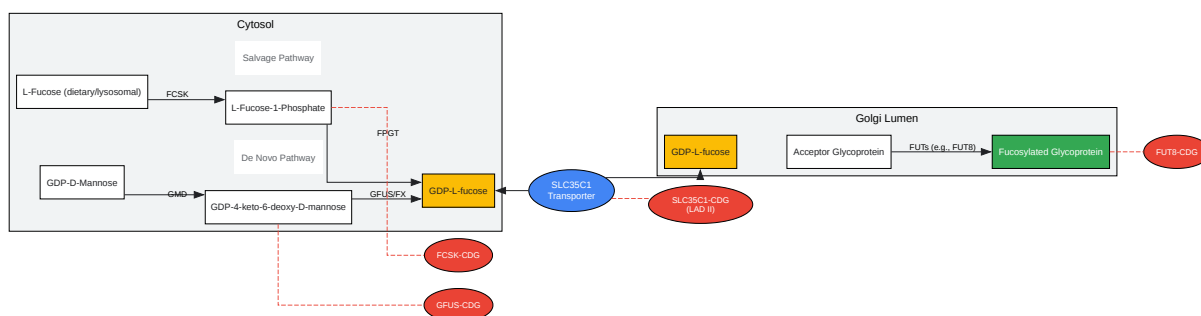 Cytosol
Salvage Pathway
L-Fucose (dietary/lysosomal)
FCSK
L-Fucose-1-Phosphate
FPGT
De Novo Pathway
GDP-D-Mannose
GMD
GDP-4-keto-6-deoxy-D-mannose
GFUS/FX
GDP-L-fucose
SLC35C1
Transporter
Golgi Lumen
GDP-L-fucose
Acceptor Glycoprotein
FUTs (e.g., FUT8)
Fucosylated Glycoprotein
FUT8-CDG
SLC35C1-CDG
(LAD II)
FCSK-CDG
GFUS-CDG